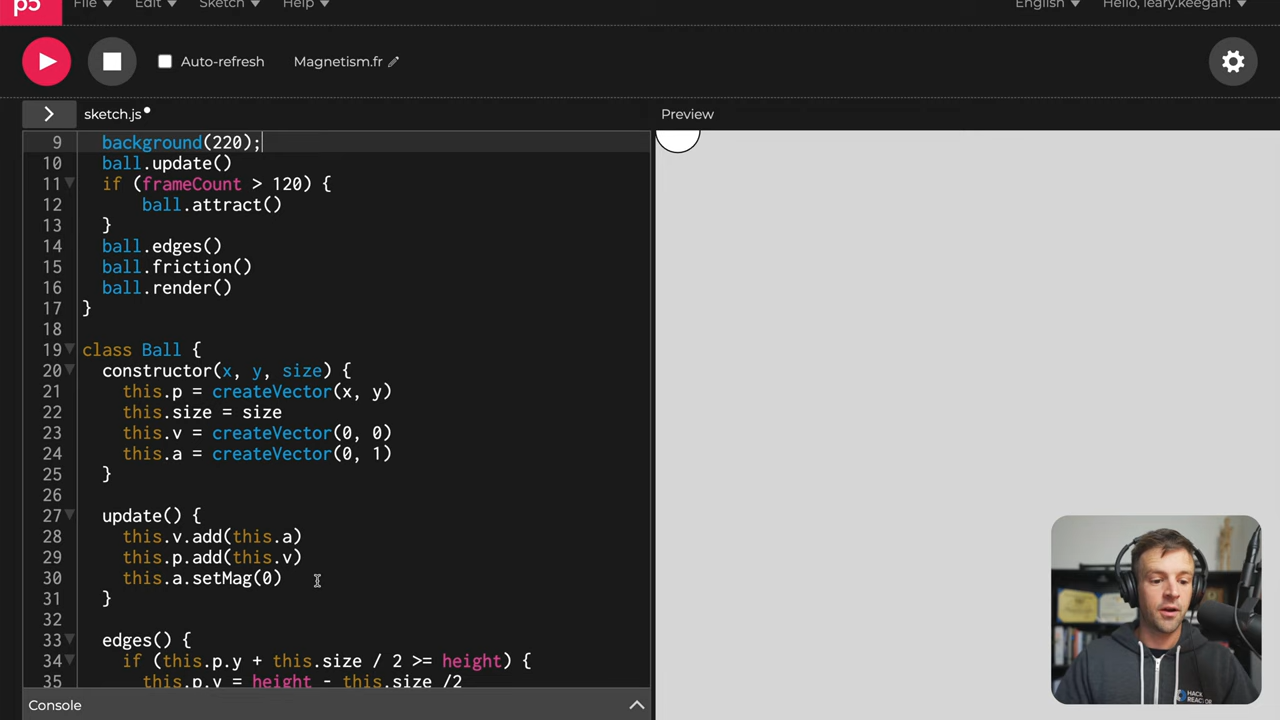 p5
File Edit Sketch Help English Hello, leary.keegan!
Auto-refresh Magnetism.fr
sketch.js Preview
9 background(220);
10 ball.update()
11 if (frameCount > 120) {
12 ball.attract()
13 }
14 ball.edges()
15 ball.friction()
16 ball.render()
17 }
18
19 class Ball {
20 constructor(x, y, size) {
21 this.p = createVector(x, y)
22 this.size = size
23 this.v = createVector(0, 0)
24 this.a = createVector(0, 1)
25 }
26
27 update() {
28 this.v.add(this.a)
29 this.p.add(this.v)
30 this.a.setMag(0)
31 }
32
33 edges() {
34 if (this.p.y + this.size / 2 >= height) {
35 this.p.y = height - this.size /2
Console
HACK
REACTOR